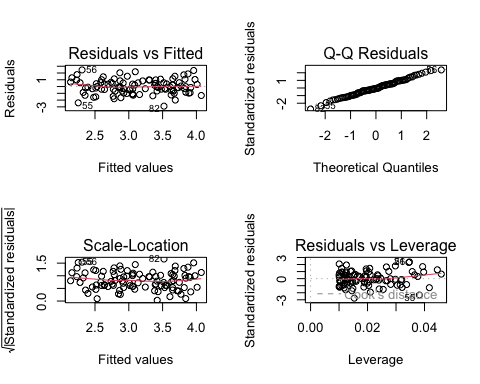 Residuals vs Fitted
Residuals
1
-3
56
55
82
2.5 3.0 3.5 4.0
Fitted values
Q-Q Residuals
Standardized residuals
1
-2
-2 -1 0 1 2
Theoretical Quantiles
Scale-Location
√|Standardized residuals|
1.5
0.0
82
2.5 3.0 3.5 4.0
Fitted values
Residuals vs Leverage
Standardized residuals
3
0
-3
Cook's distance
0.00 0.02 0.04
Leverage